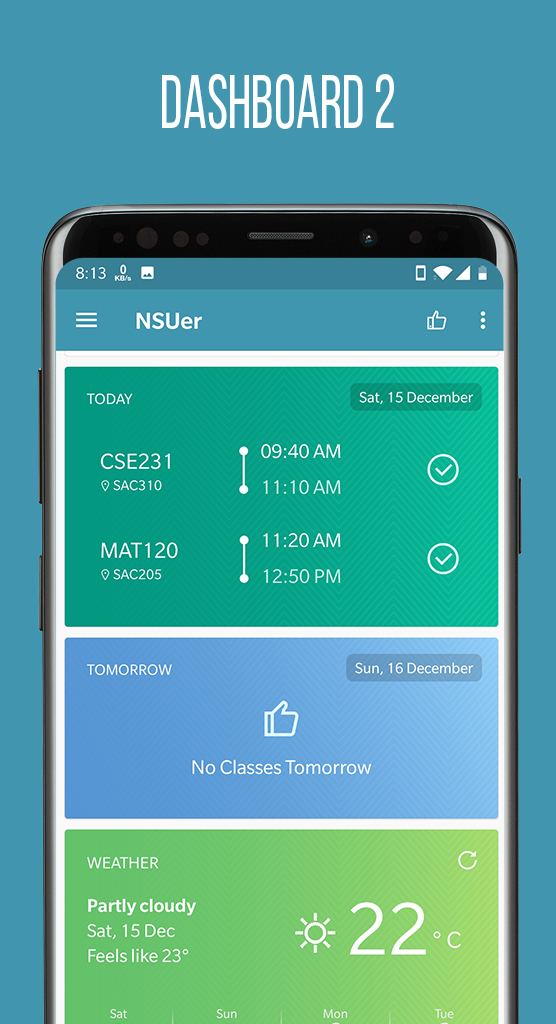 DASHBOARD 2
8:13 0 KB/s
NSUer
TODAY Sat, 15 December
CSE231 09:40 AM
SAC310 11:10 AM
MAT120 11:20 AM
SAC205 12:50 PM
TOMORROW Sun, 16 December
No Classes Tomorrow
WEATHER
Partly cloudy
Sat, 15 Dec 22 ° C
Feels like 23°
Sat Sun Mon Tue